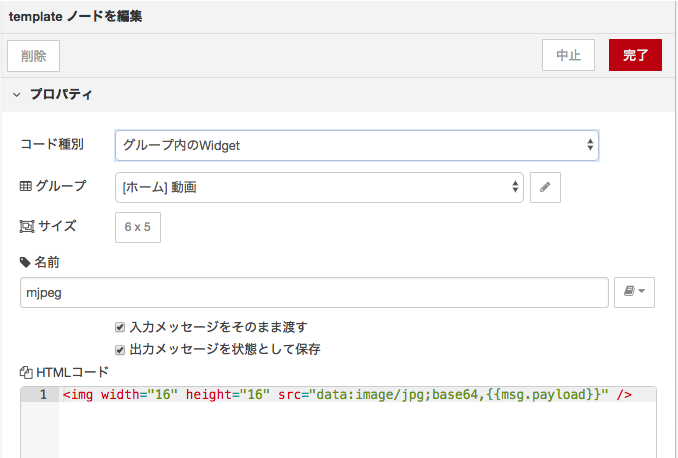 template ノードを編集
削除
中止
完了
プロパティ
コード種別
グループ内のWidget
グループ
[ホーム] 動画
サイズ
6 x 5
名前
mjpeg
入力メッセージをそのまま渡す
出力メッセージを状態として保存
HTMLコード
1 <img width="16" height="16" src="data:image/jpg;base64,{{msg.payload}}" />